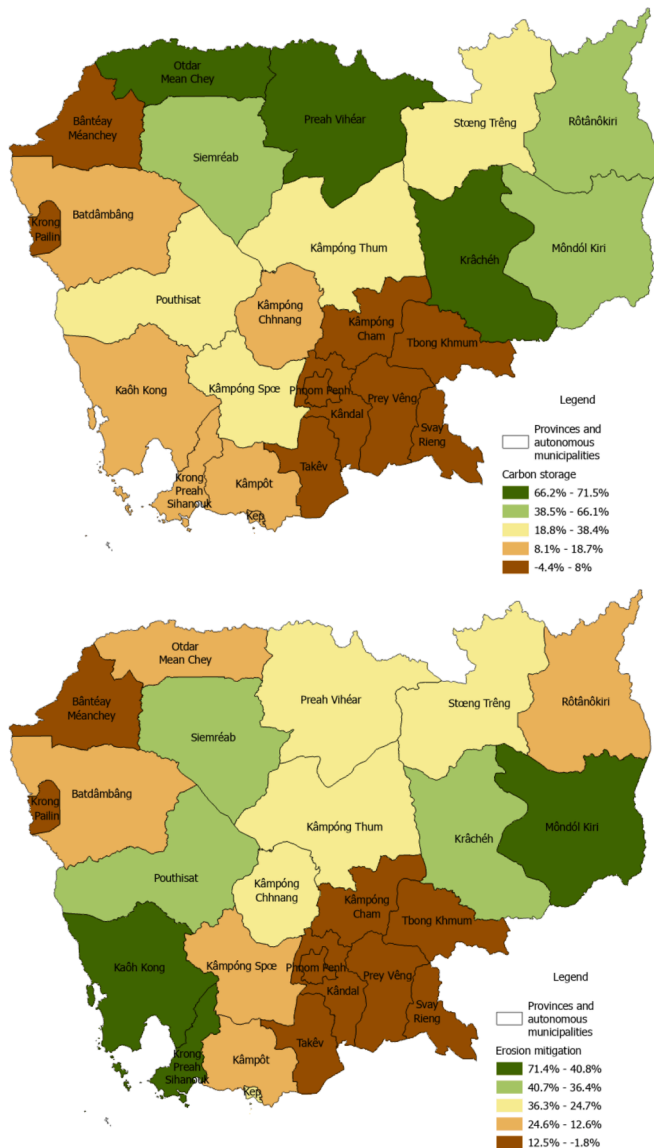 Otdar
Mean Chey
Preah Vihéar
Stœng Trêng
Rôtânôkiri
Bântéay
Méanchey
Siemréab
Batdâmbâng
Krong
Pailin
Kâmpóng Thum
Môndól Kiri
Krâchéh
Pouthisat
Kâmpóng
Chhnang
Kâmpóng
Cham
Tbong Khmum
Kaôh Kong
Kâmpóng Spœ
Phnom Penh
Prey Vêng
Kândal
Svay
Rieng
Takêv
Krong
Preah
Sihanouk
Kâmpôt
Kep
Legend
Provinces and
autonomous
municipalities
Carbon storage
66.2% - 71.5%
38.5% - 66.1%
18.8% - 38.4%
8.1% - 18.7%
-4.4% - 8%
Otdar
Mean Chey
Preah Vihéar
Stœng Trêng
Rôtânôkiri
Bântéay
Méanchey
Siemréab
Batdâmbâng
Krong
Pailin
Kâmpóng Thum
Môndól Kiri
Krâchéh
Pouthisat
Kâmpóng
Chhnang
Kâmpóng
Cham
Tbong Khmum
Kaôh Kong
Kâmpóng Spœ
Phnom Penh
Prey Vêng
Kândal
Svay
Rieng
Takêv
Krong
Preah
Sihanouk
Kâmpôt
Kep
Legend
Provinces and
autonomous
municipalities
Erosion mitigation
71.4% - 40.8%
40.7% - 36.4%
36.3% - 24.7%
24.6% - 12.6%
12.5% - -1.8%